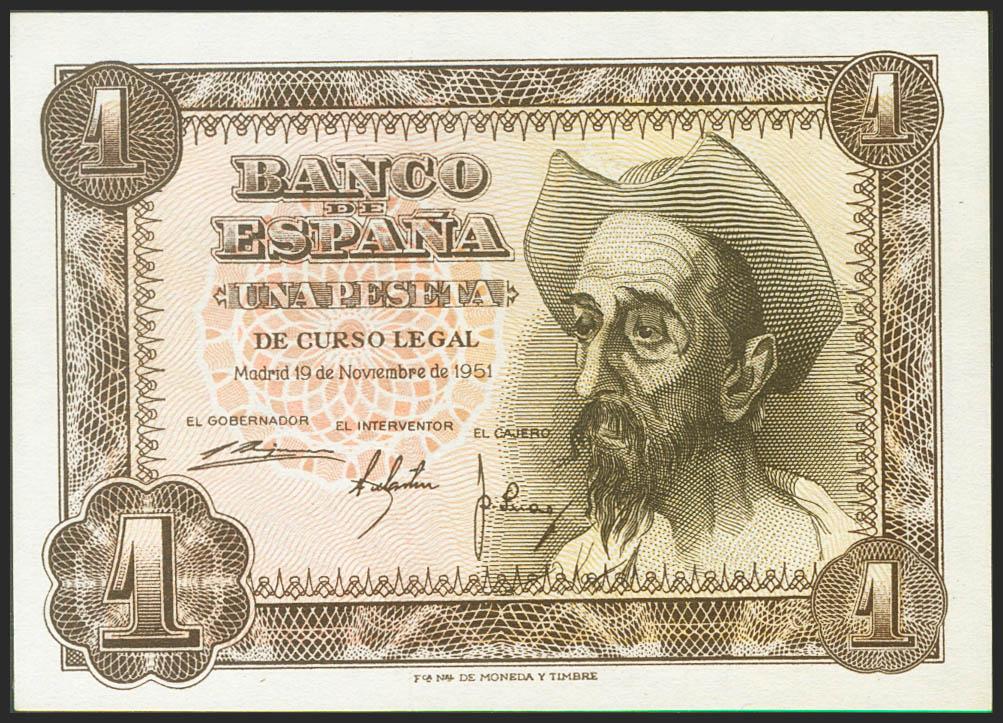 1 1
BANCO
DE
ESPAÑA
UNA PESETA
DE CURSO LEGAL
Madrid 19 de Noviembre de 1951
EL GOBERNADOR EL INTERVENTOR EL CAJERO
1 1
Fcª NAL DE MONEDA Y TIMBRE